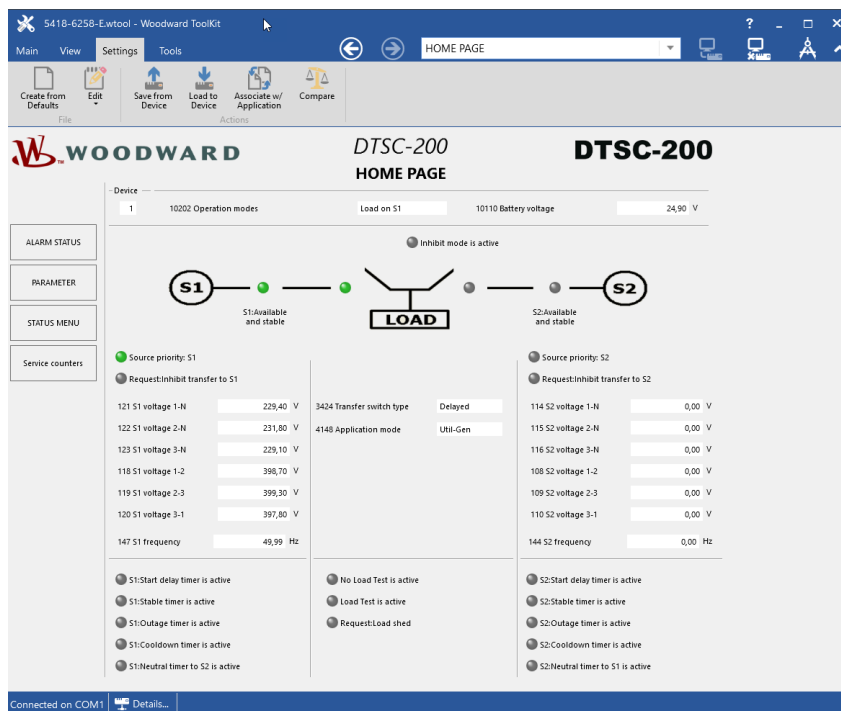 5418-6258-E.wtool - Woodward ToolKit
?
Main View Settings Tools HOME PAGE
Create from Defaults
Edit
Save from Device
Load to Device
Associate w/ Application
Compare
File
Actions
WOODWARD
DTSC-200
HOME PAGE
DTSC-200
Device
1 10202 Operation modes Load on S1 10110 Battery voltage 24,90 V
ALARM STATUS
PARAMETER
STATUS MENU
Service counters
Inhibit mode is active
S1
S2
S1:Available
and stable
LOAD
S2:Available
and stable
Source priority: S1
Source priority: S2
Request:Inhibit transfer to S1
Request:Inhibit transfer to S2
121 S1 voltage 1-N 229,40 V 3424 Transfer switch type Delayed 114 S2 voltage 1-N 0,00 V
122 S1 voltage 2-N 231,80 V 4148 Application mode Util-Gen 115 S2 voltage 2-N 0,00 V
123 S1 voltage 3-N 229,10 V 116 S2 voltage 3-N 0,00 V
118 S1 voltage 1-2 398,70 V 108 S2 voltage 1-2 0,00 V
119 S1 voltage 2-3 399,30 V 109 S2 voltage 2-3 0,00 V
120 S1 voltage 3-1 397,80 V 110 S2 voltage 3-1 0,00 V
147 S1 frequency 49,99 Hz 144 S2 frequency 0,00 Hz
S1:Start delay timer is active No Load Test is active S2:Start delay timer is active
S1:Stable timer is active Load Test is active S2:Stable timer is active
S1:Outage timer is active Request:Load shed S2:Outage timer is active
S1:Cooldown timer is active S2:Cooldown timer is active
S1:Neutral timer to S2 is active S2:Neutral timer to S1 is active
Connected on COM1 Details...